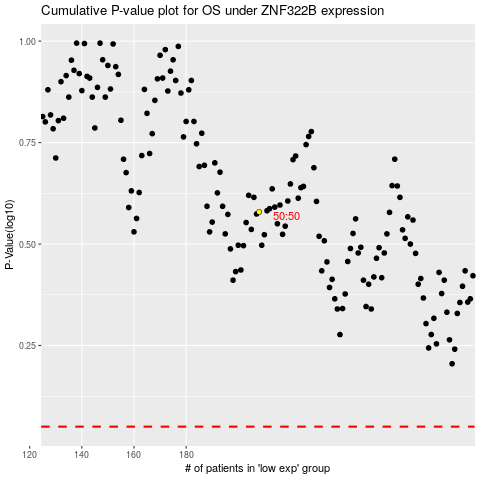 Cumulative P-value plot for OS under ZNF322B expression
P-Value(log10)
1.00
0.75
0.50
0.25
50:50
120 140 160 180
# of patients in 'low exp' group